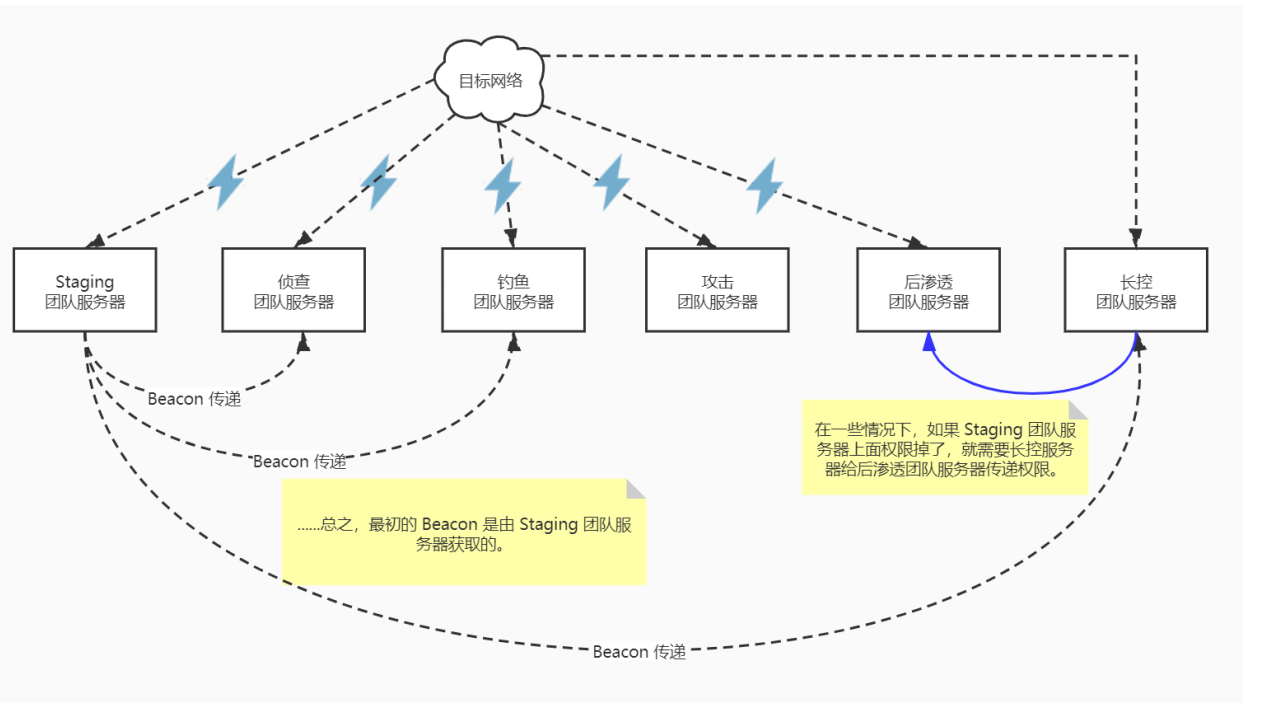 目标网络
Staging
团队服务器
侦查
团队服务器
钓鱼
团队服务器
攻击
团队服务器
后渗透
团队服务器
长控
团队服务器
Beacon 传递
Beacon 传递
在一些情况下，如果 Staging 团队服
务器上面权限掉了，就需要长控服务
器给后渗透团队服务器传递权限。
......总之，最初的 Beacon 是由 Staging 团队服
务器获取的。
Beacon 传递